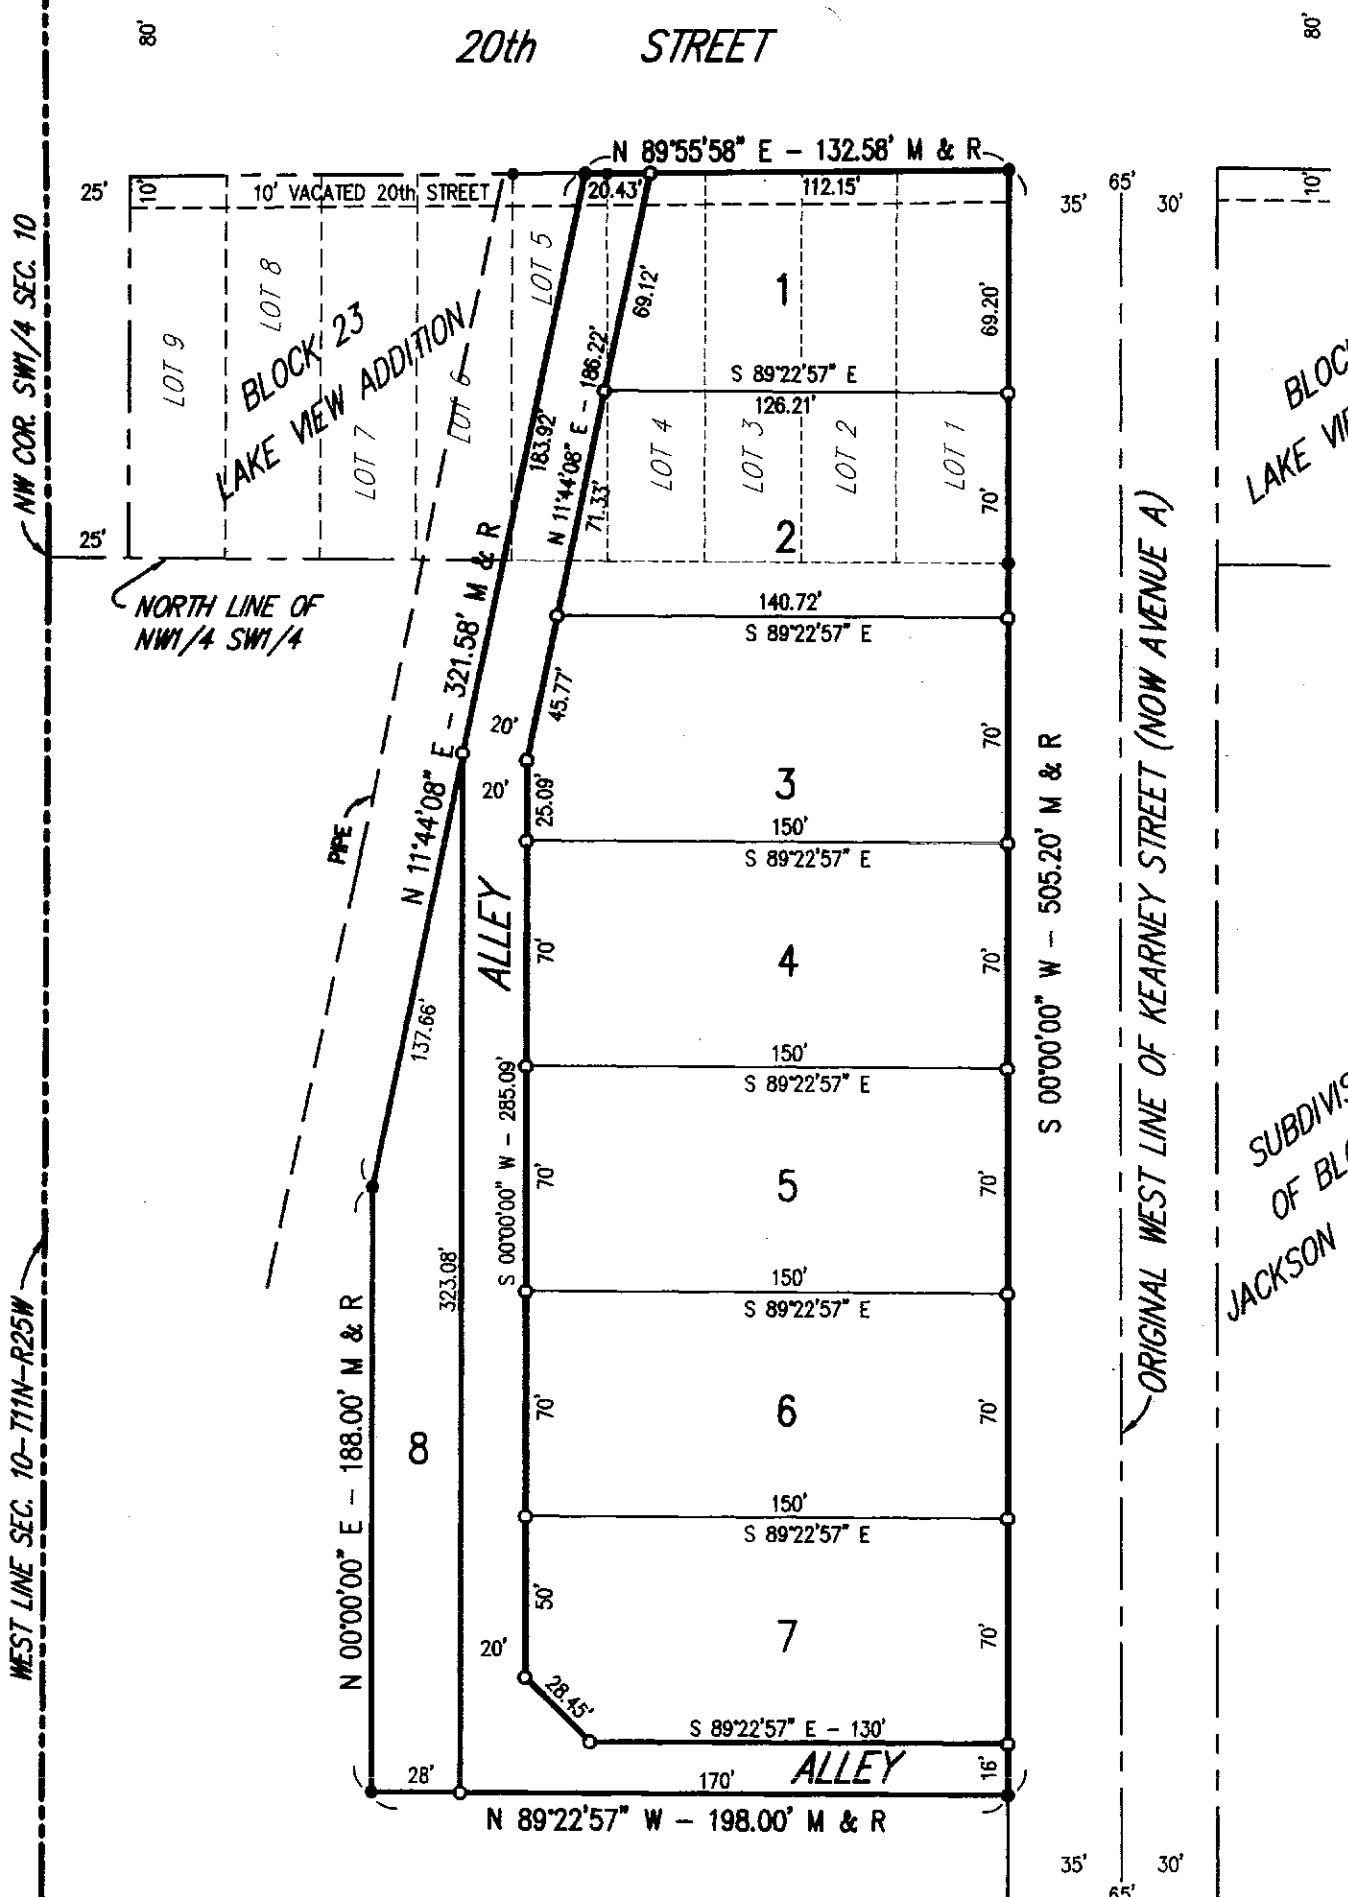 80'
20th STREET
80'
N 89°55'58" E - 132.58' M & R
25'
10'
10' VACATED 20th STREET
20.43'
112.15'
35'
65'
30'
10'
NW COR. SW1/4 SEC. 10
LOT 9
LOT 8
LOT 7
LOT 6
LOT 5
BLOCK 23
LAKE VIEW ADDITION
69.12'
1
69.20'
S 89°22'57" E
126.21'
183.92'
N 11°44'08" E - 186.22'
71.33'
LOT 4
LOT 3
LOT 2
LOT 1
70'
2
BLOC
LAKE VIE
25'
NORTH LINE OF
NW1/4 SW1/4
140.72'
S 89°22'57" E
N 11°44'08" E - 321.58' M & R
45.77'
20'
20'
25.09'
3
70'
PIPE
150'
S 89°22'57" E
ALLEY
70'
4
70'
S 00°00'00" W - 505.20' M & R
ORIGINAL WEST LINE OF KEARNEY STREET (NOW AVENUE A)
137.66'
150'
S 89°22'57" E
S 00°00'00" W - 285.09'
70'
5
70'
SUBDIVIS
OF BLO
JACKSON
323.08'
150'
S 89°22'57" E
WEST LINE SEC. 10-T11N-R25W
N 00°00'00" E - 188.00' M & R
8
70'
6
70'
150'
S 89°22'57" E
50'
20'
7
70'
28.45'
S 89°22'57" E - 130'
28'
170'
ALLEY
16'
N 89°22'57" W - 198.00' M & R
35'
30'
65'